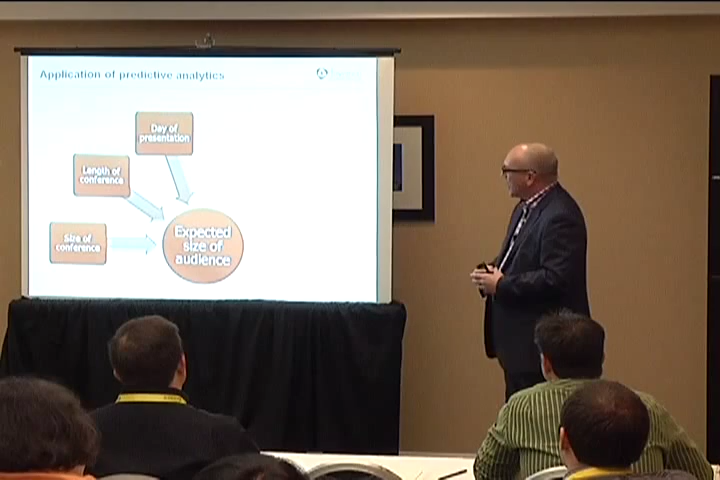 Application of predictive analytics
Day of
presentation
Length of
conference
Size of
conference
Expected
size of
audience